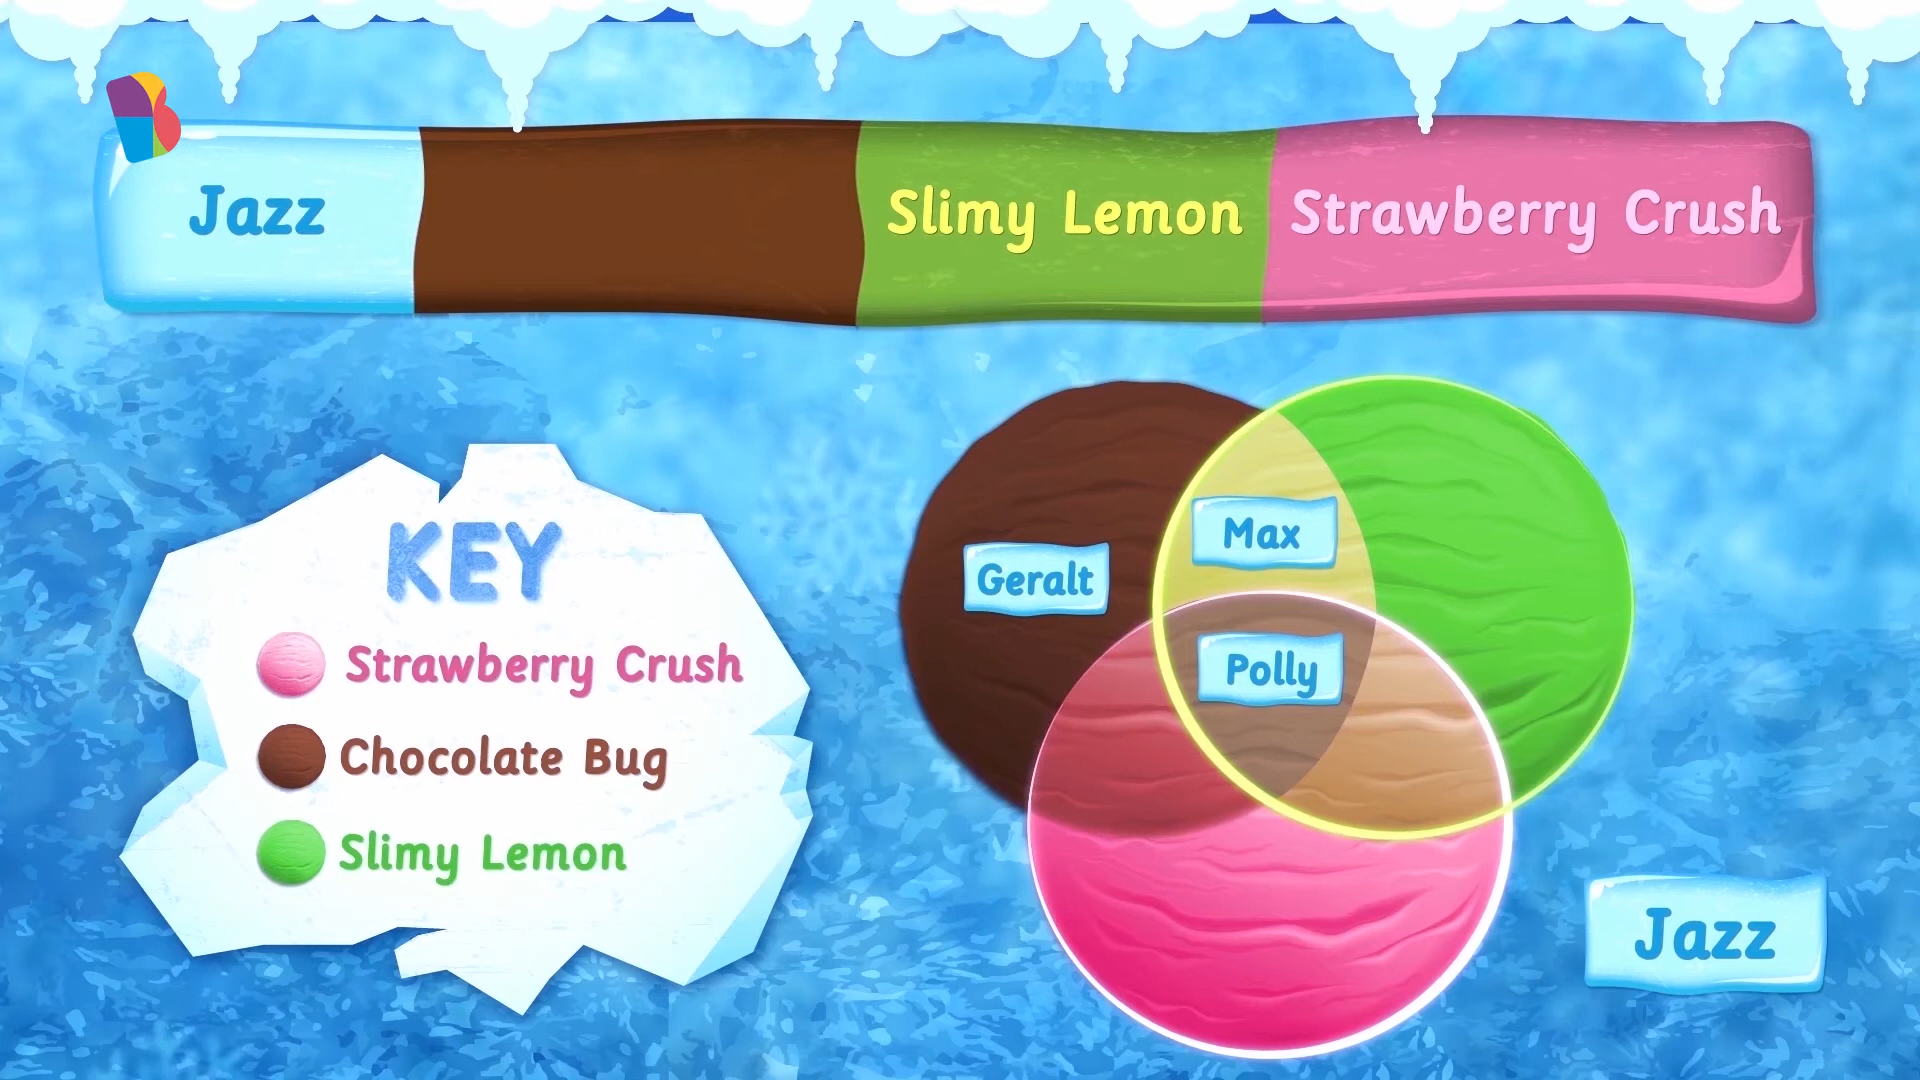 Jazz
Slimy Lemon
Strawberry Crush
KEY
Strawberry Crush
Chocolate Bug
Slimy Lemon
Geralt
Max
Polly
Jazz